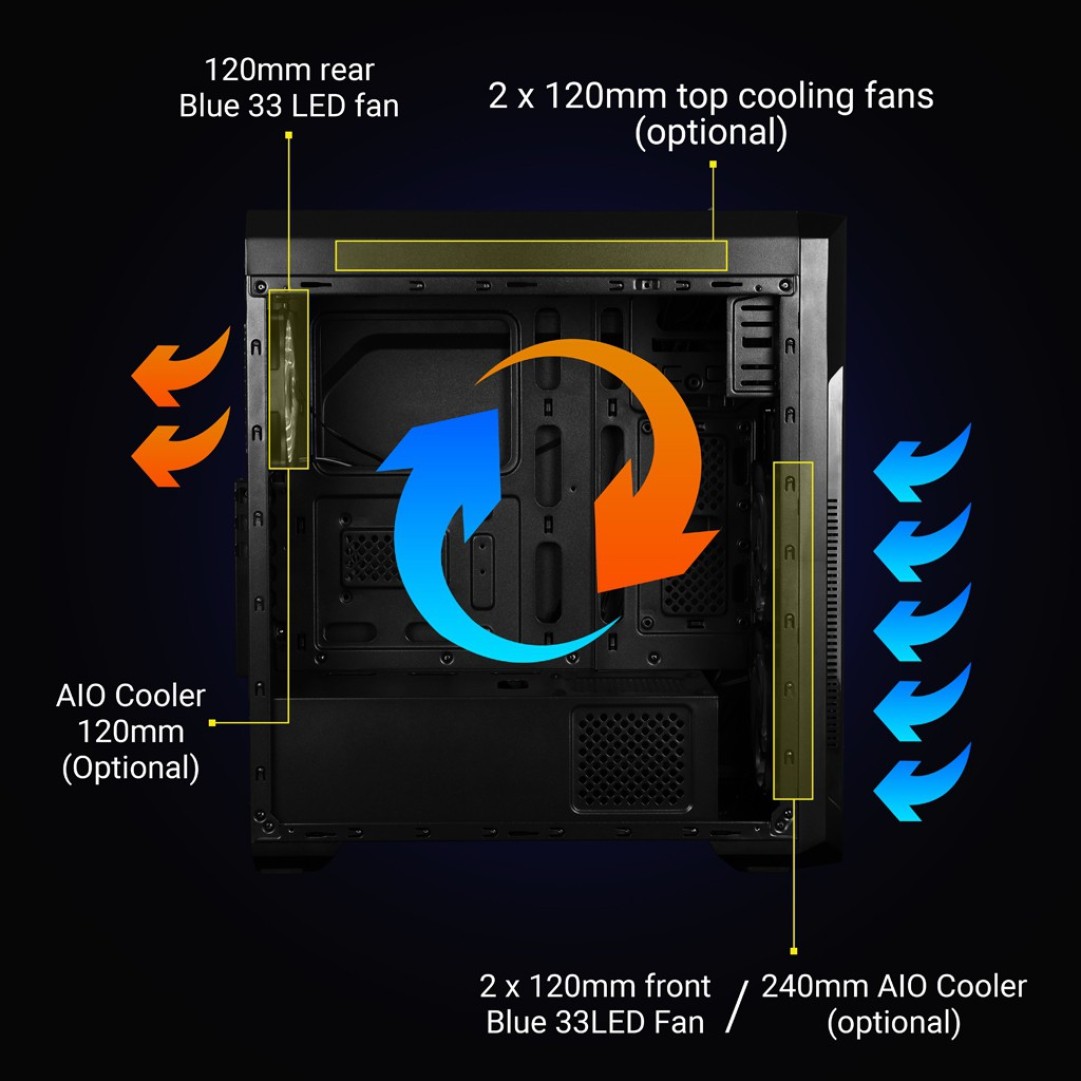 120mm rear
Blue 33 LED fan
2 x 120mm top cooling fans
(optional)
AIO Cooler
120mm
(Optional)
2 x 120mm front
Blue 33LED Fan
/
240mm AIO Cooler
(optional)